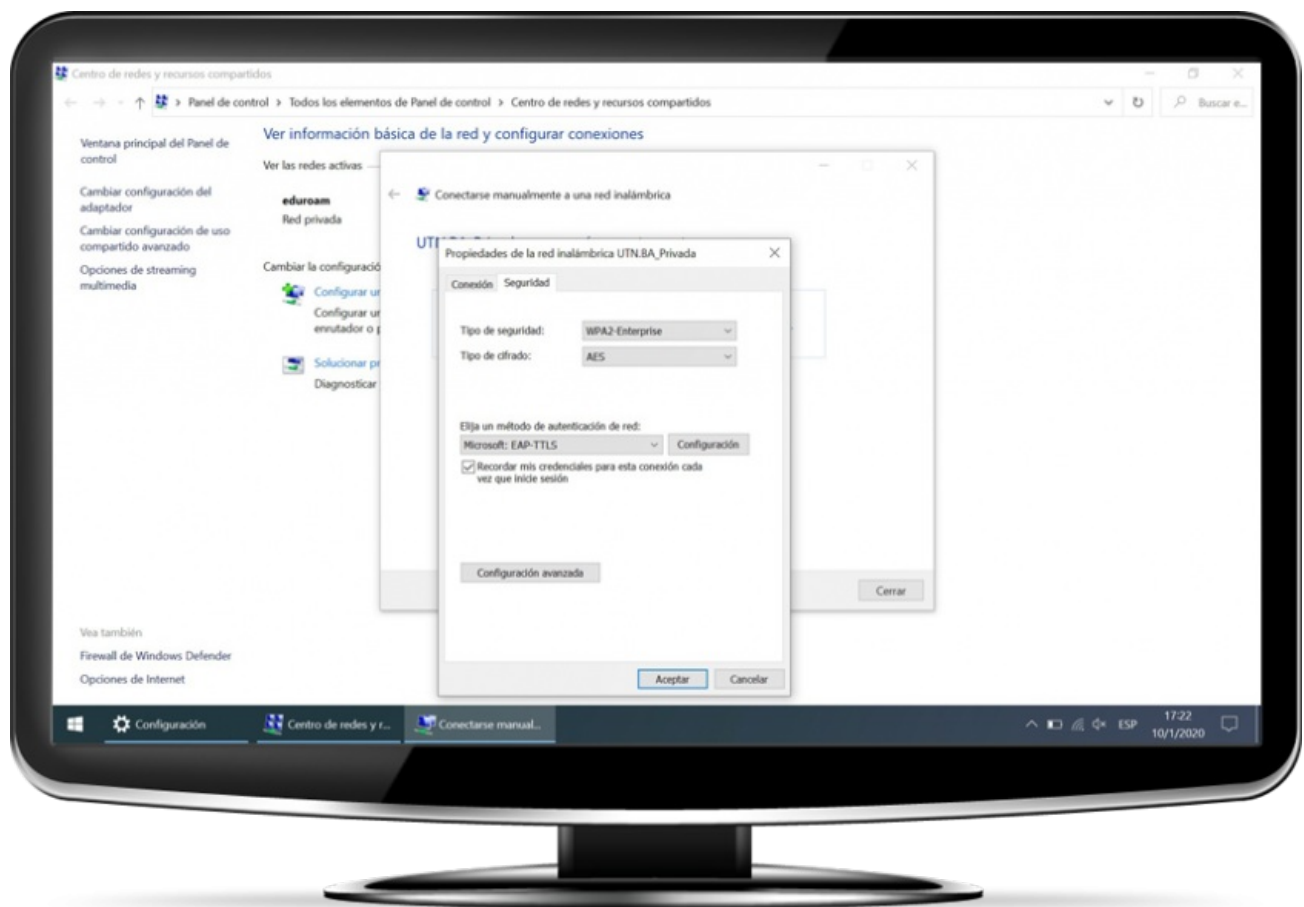 Centro de redes y recursos compartidos
Panel de control > Todos los elementos de Panel de control > Centro de redes y recursos compartidos
Buscar e...
Ventana principal del Panel de
control
Cambiar configuración del
adaptador
Cambiar configuración de uso
compartido avanzado
Opciones de streaming
multimedia
Ver información básica de la red y configurar conexiones
Ver las redes activas
eduroam
Red privada
Cambiar la configuració
Configurar un
Configurar un
enrutador o p
Solucionar pr
Diagnosticar
Conectarse manualmente a una red inalámbrica
Propiedades de la red inalámbrica UTN.BA_Privada
Conexión Seguridad
Tipo de seguridad: WPA2-Enterprise
Tipo de cifrado: AES
Elija un método de autenticación de red:
Microsoft: EAP-TTLS Configuración
Recordar mis credenciales para esta conexión cada
vez que inicie sesión
Configuración avanzada
Aceptar Cancelar
Cerrar
Vea también
Firewall de Windows Defender
Opciones de Internet
Configuración Centro de redes y r... Conectarse manual...
ESP
17:22
10/1/2020